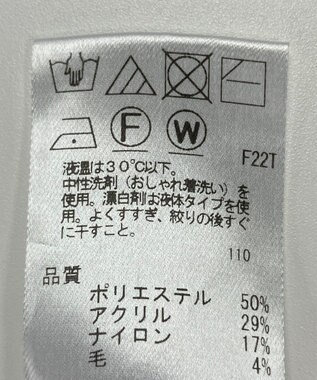 F W
F22T
液温は30℃以下。
中性洗剤（おしゃれ着洗い）を
使用。漂白剤は液体タイプを使
用。よくすすぎ、絞りの後すぐ
に干すこと。
110
品質
ポリエステル 50%
アクリル 29%
ナイロン 17%
毛 4%